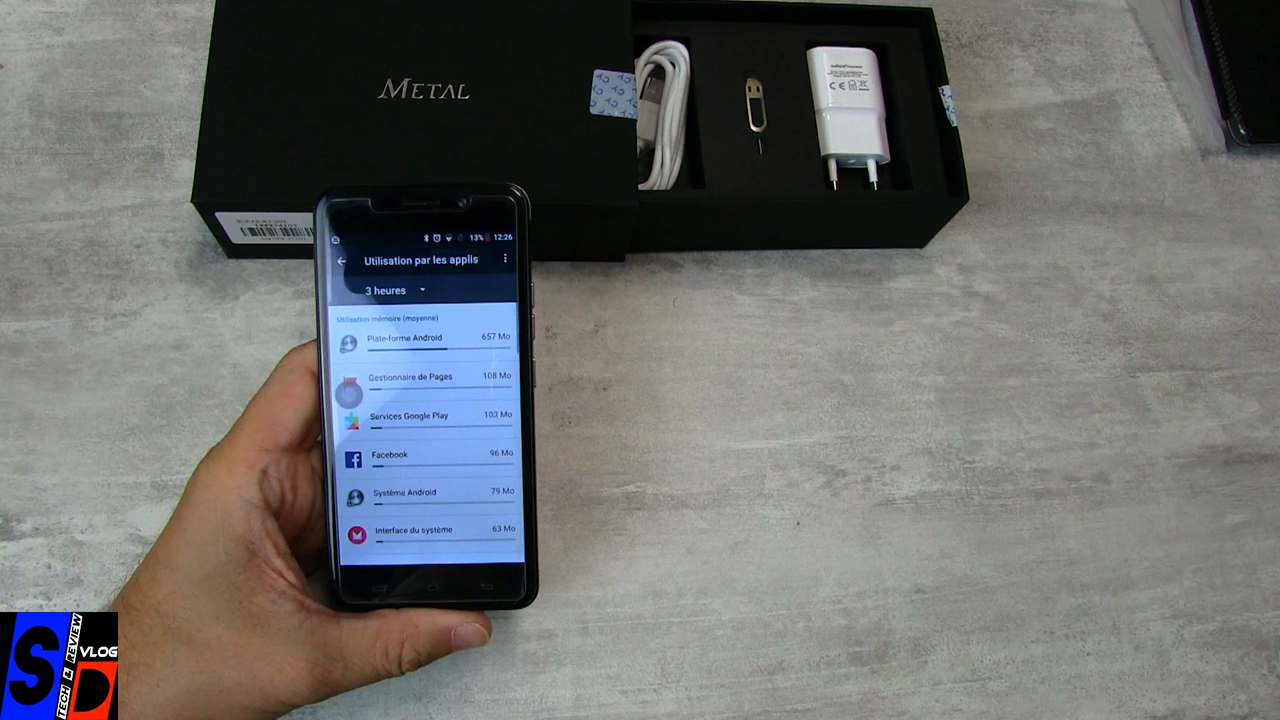 METAL
13% 12:26
Utilisation par les applis
3 heures
Utilisation mémoire (moyenne)
Plate-forme Android 657 Mo
Gestionnaire de Pages 108 Mo
Services Google Play 103 Mo
Facebook 96 Mo
Système Android 79 Mo
Interface du système 63 Mo
SD
TECH & REVIEW
VLOG